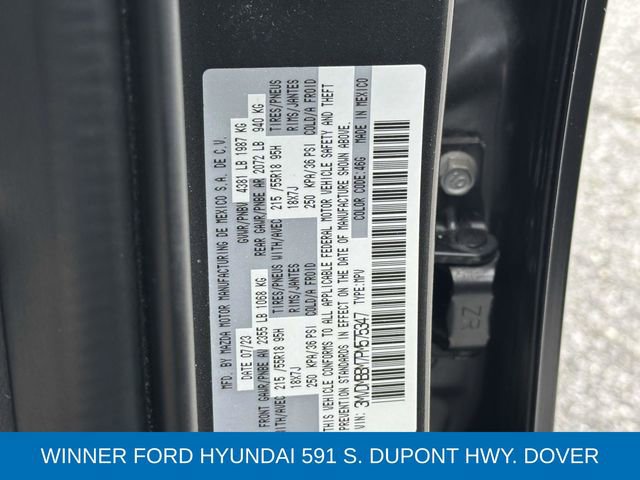 MFD. BY MAZDA MOTOR MANUFACTURING DE MEXICO S.A. DE C.V.
DATE 07/23 GVWR/PNBV 4381 LB 1987 KG
FRONT GAWR/PNBE AV 2355 LB 1068 KG REAR GAWR/PNBE AR 2072 LB 940 KG
WITH/AVEC 215 /55R18 95H TIRES/PNEUS WITH/AVEC 215 /55R18 95H TIRES/PNEUS
18X7J RIMS/JANTES 18X7J RIMS/JANTES
250 KPA/36 PSI COLD/A FROID 250 KPA/36 PSI COLD/A FROID
THIS VEHICLE CONFORMS TO ALL APPLICABLE FEDERAL MOTOR VEHICLE SAFETY AND THEFT
PREVENTION STANDARDS IN EFFECT ON THE DATE OF MANUFACTURE SHOWN ABOVE.
COLOR CODE:46G MADE IN MEXICO
TYPE:MPV
VIN:
ZR
WINNER FORD HYUNDAI 591 S. DUPONT HWY. DOVER